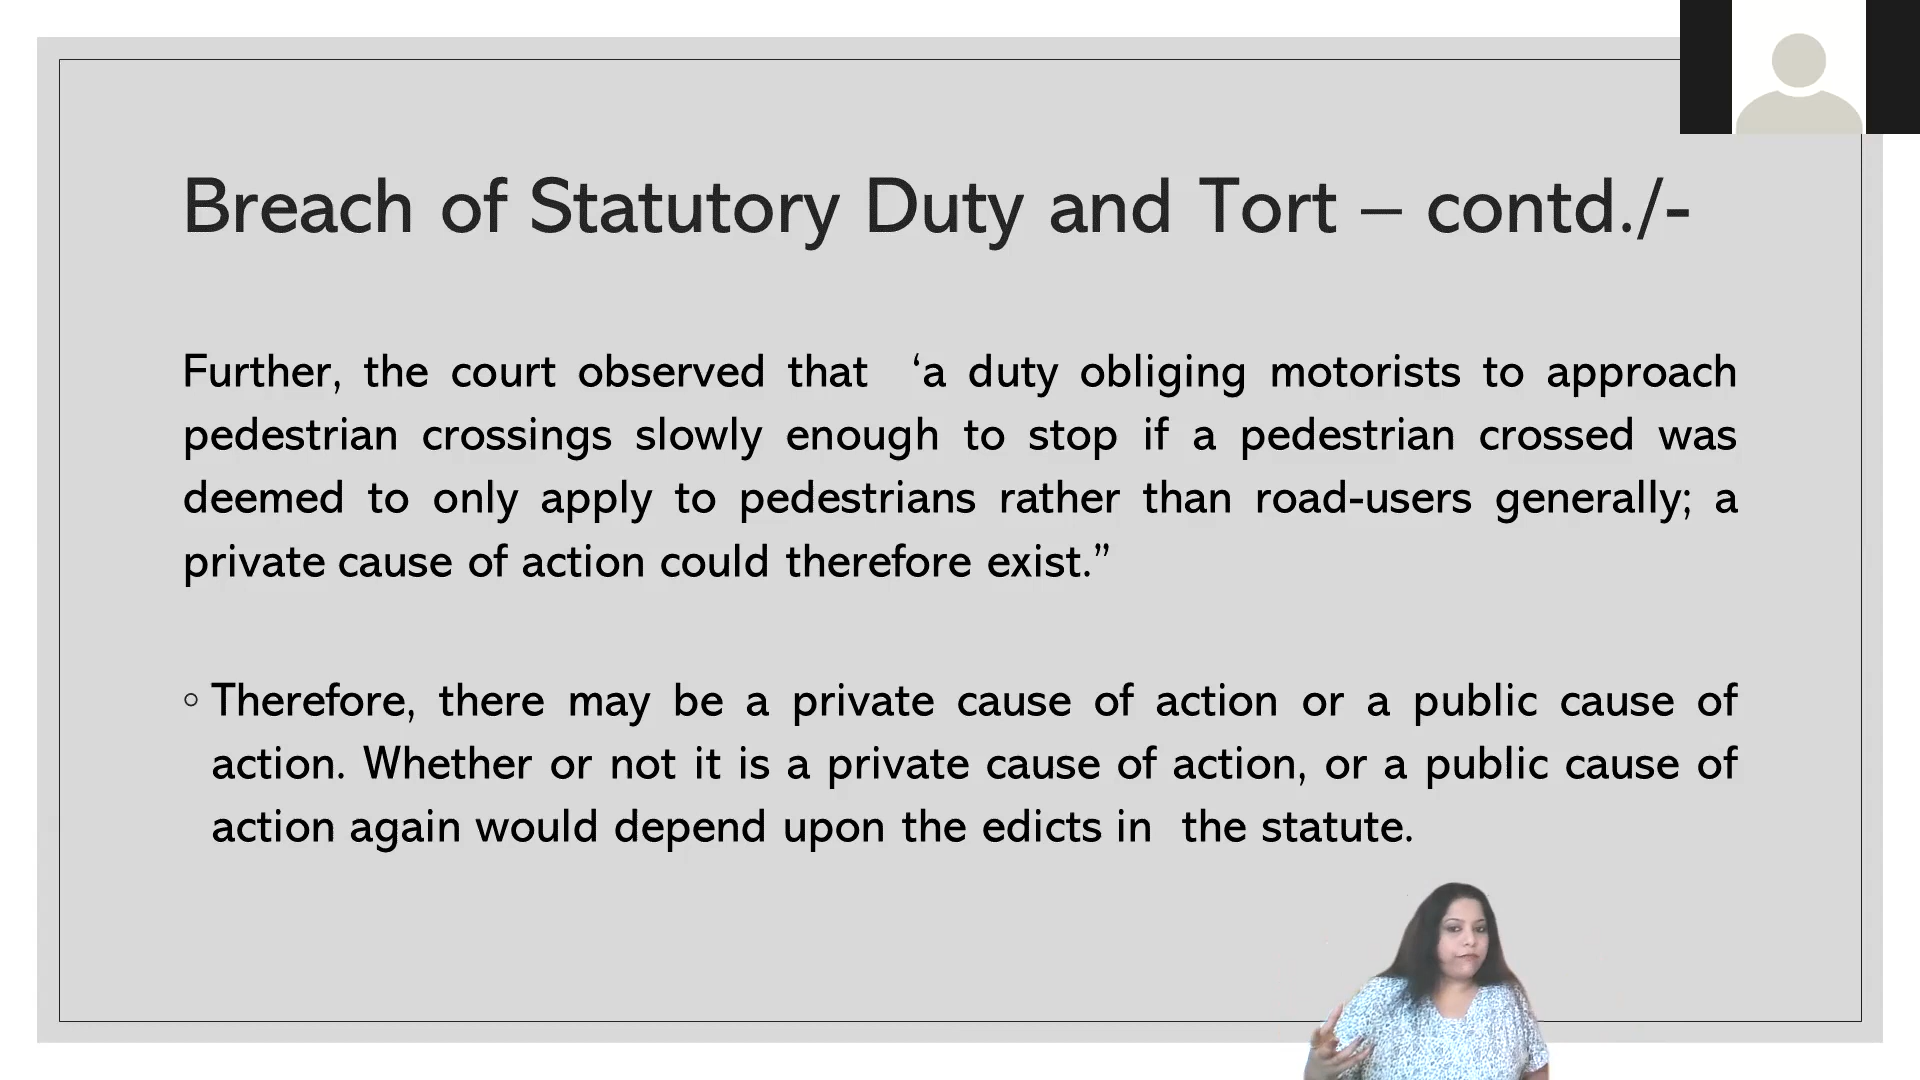 Breach of Statutory Duty and Tort – contd./-
Further, the court observed that ‘a duty obliging motorists to approach
pedestrian crossings slowly enough to stop if a pedestrian crossed was
deemed to only apply to pedestrians rather than road-users generally; a
private cause of action could therefore exist.”
◦ Therefore, there may be a private cause of action or a public cause of
action. Whether or not it is a private cause of action, or a public cause of
action again would depend upon the edicts in the statute.